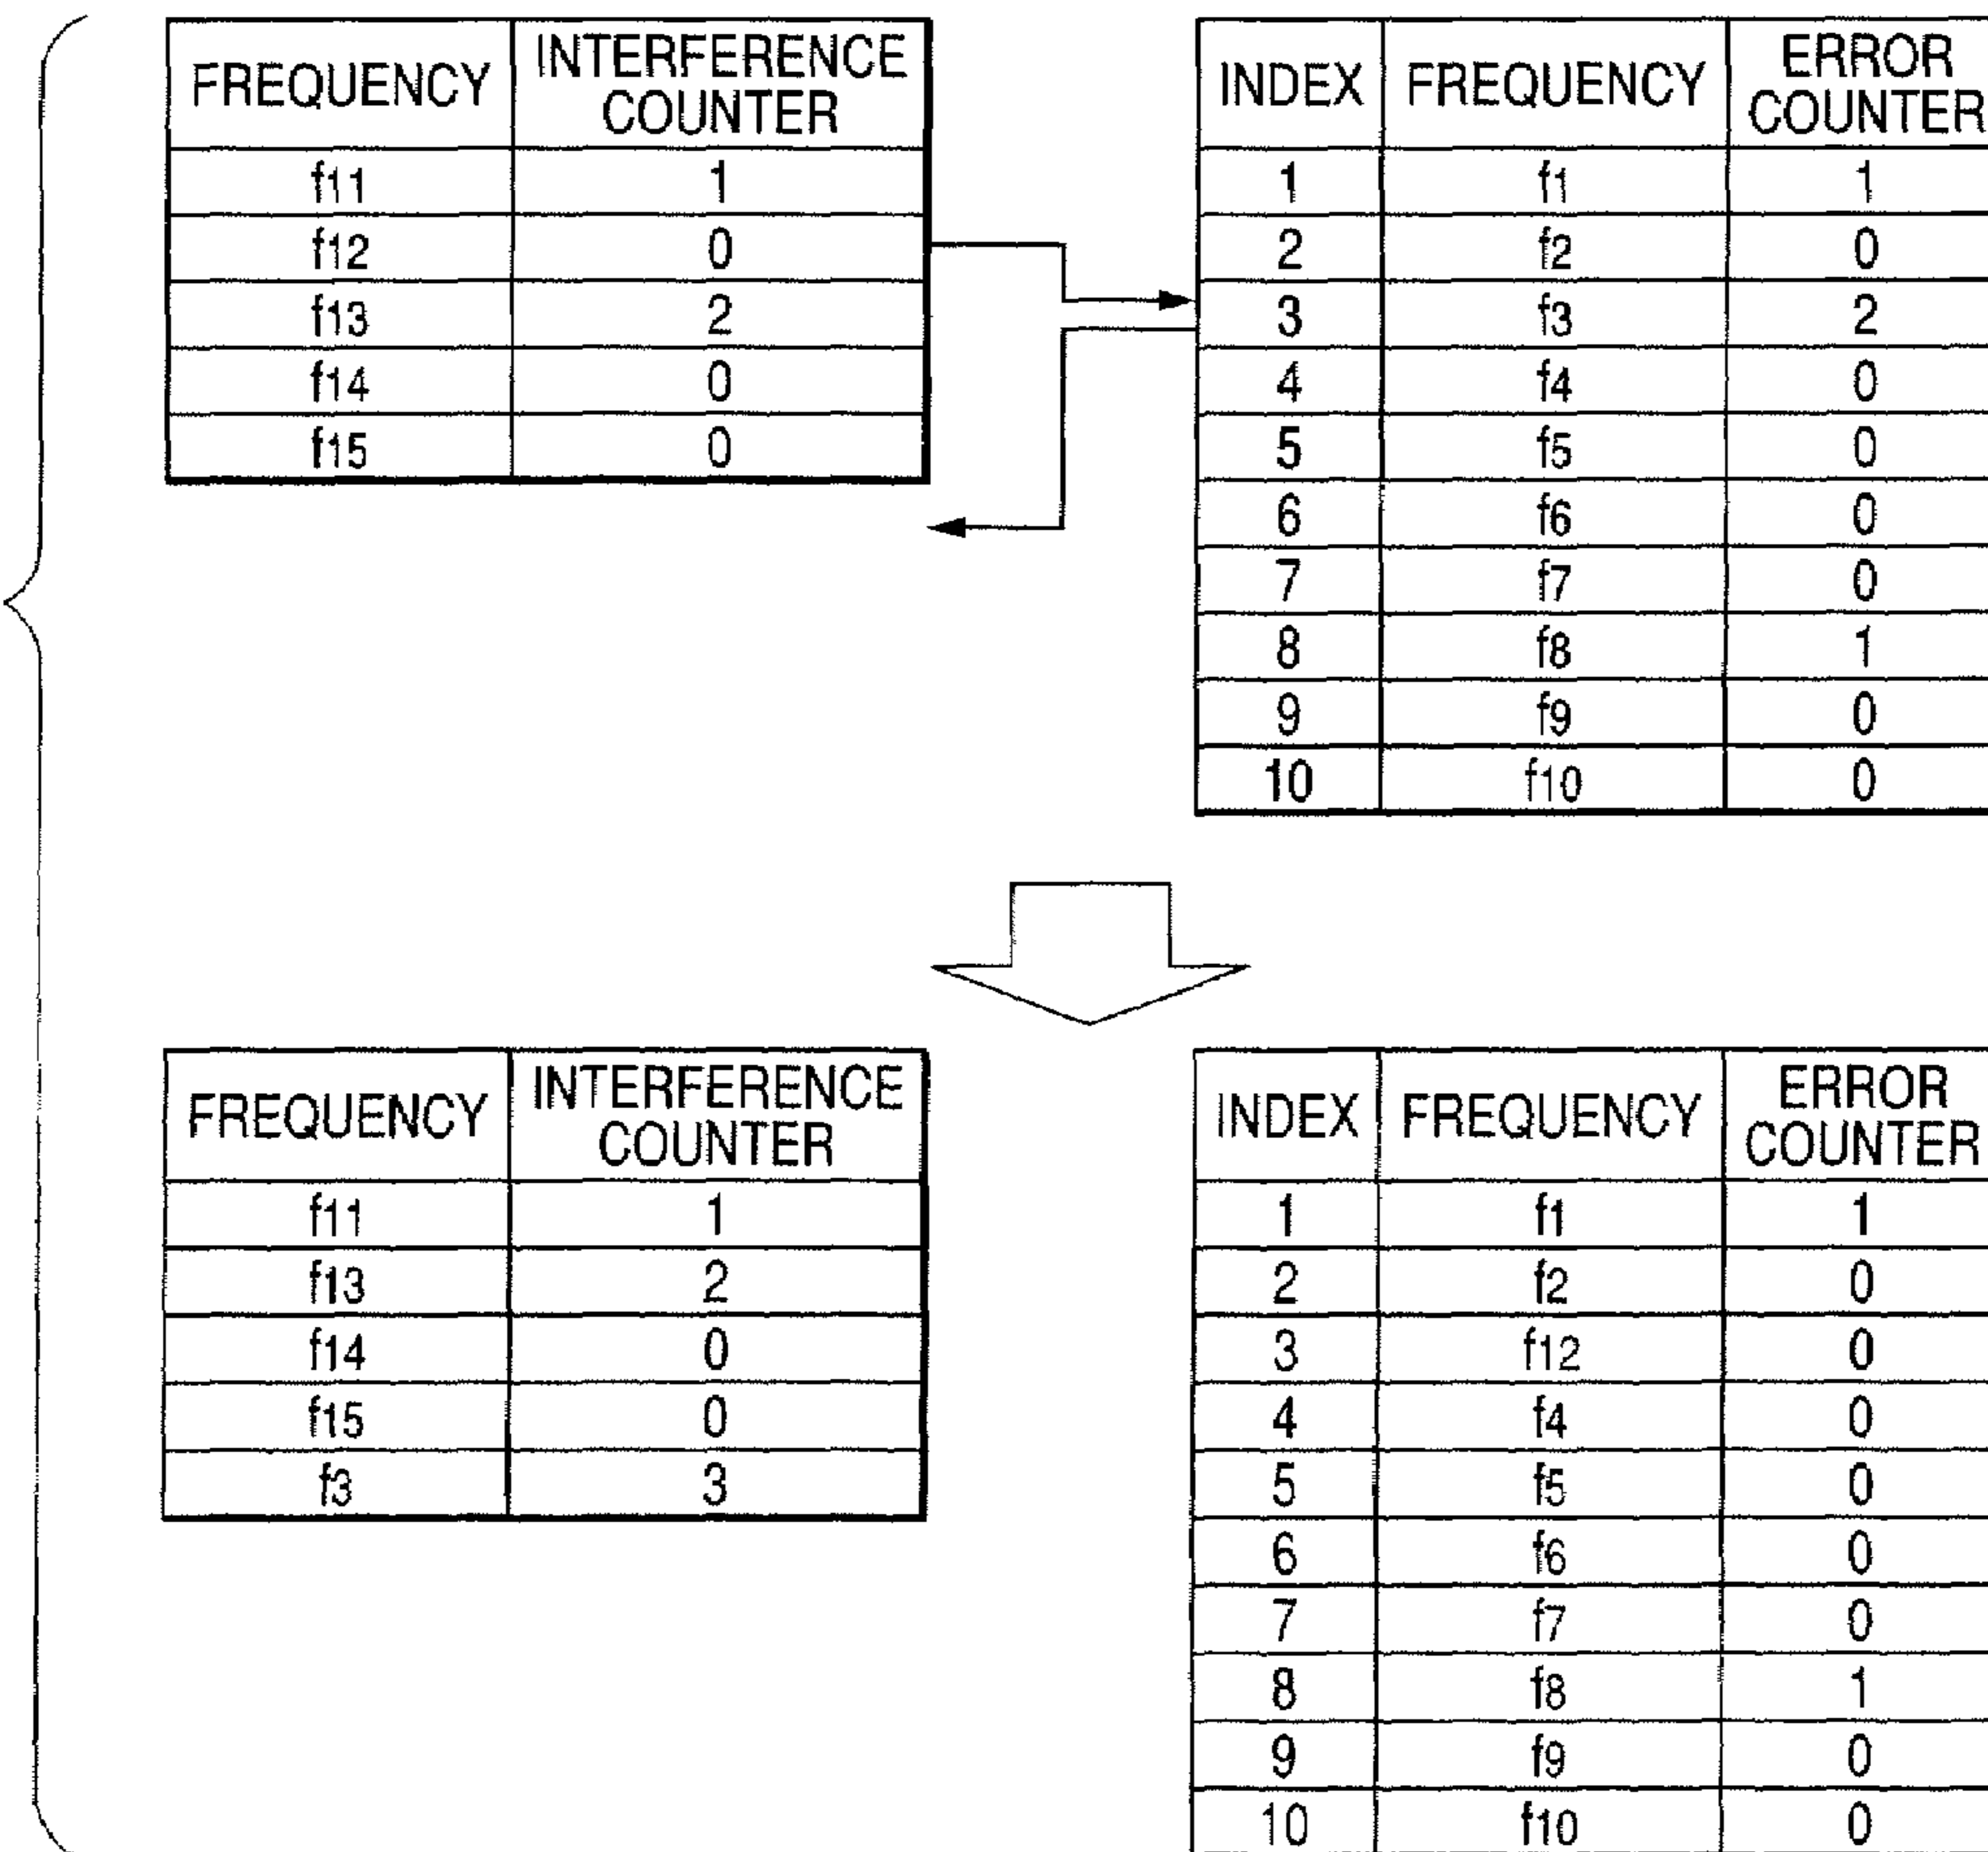 FREQUENCY INTERFERENCE COUNTER
f11 1
f12 0
f13 2
f14 0
f15 0
INDEX FREQUENCY ERROR COUNTER
1 f1 1
2 f2 0
3 f3 2
4 f4 0
5 f5 0
6 f6 0
7 f7 0
8 f8 1
9 f9 0
10 f10 0
FREQUENCY INTERFERENCE COUNTER
f11 1
f13 2
f14 0
f15 0
f3 3
INDEX FREQUENCY ERROR COUNTER
1 f1 1
2 f2 0
3 f12 0
4 f4 0
5 f5 0
6 f6 0
7 f7 0
8 f8 1
9 f9 0
10 f10 0